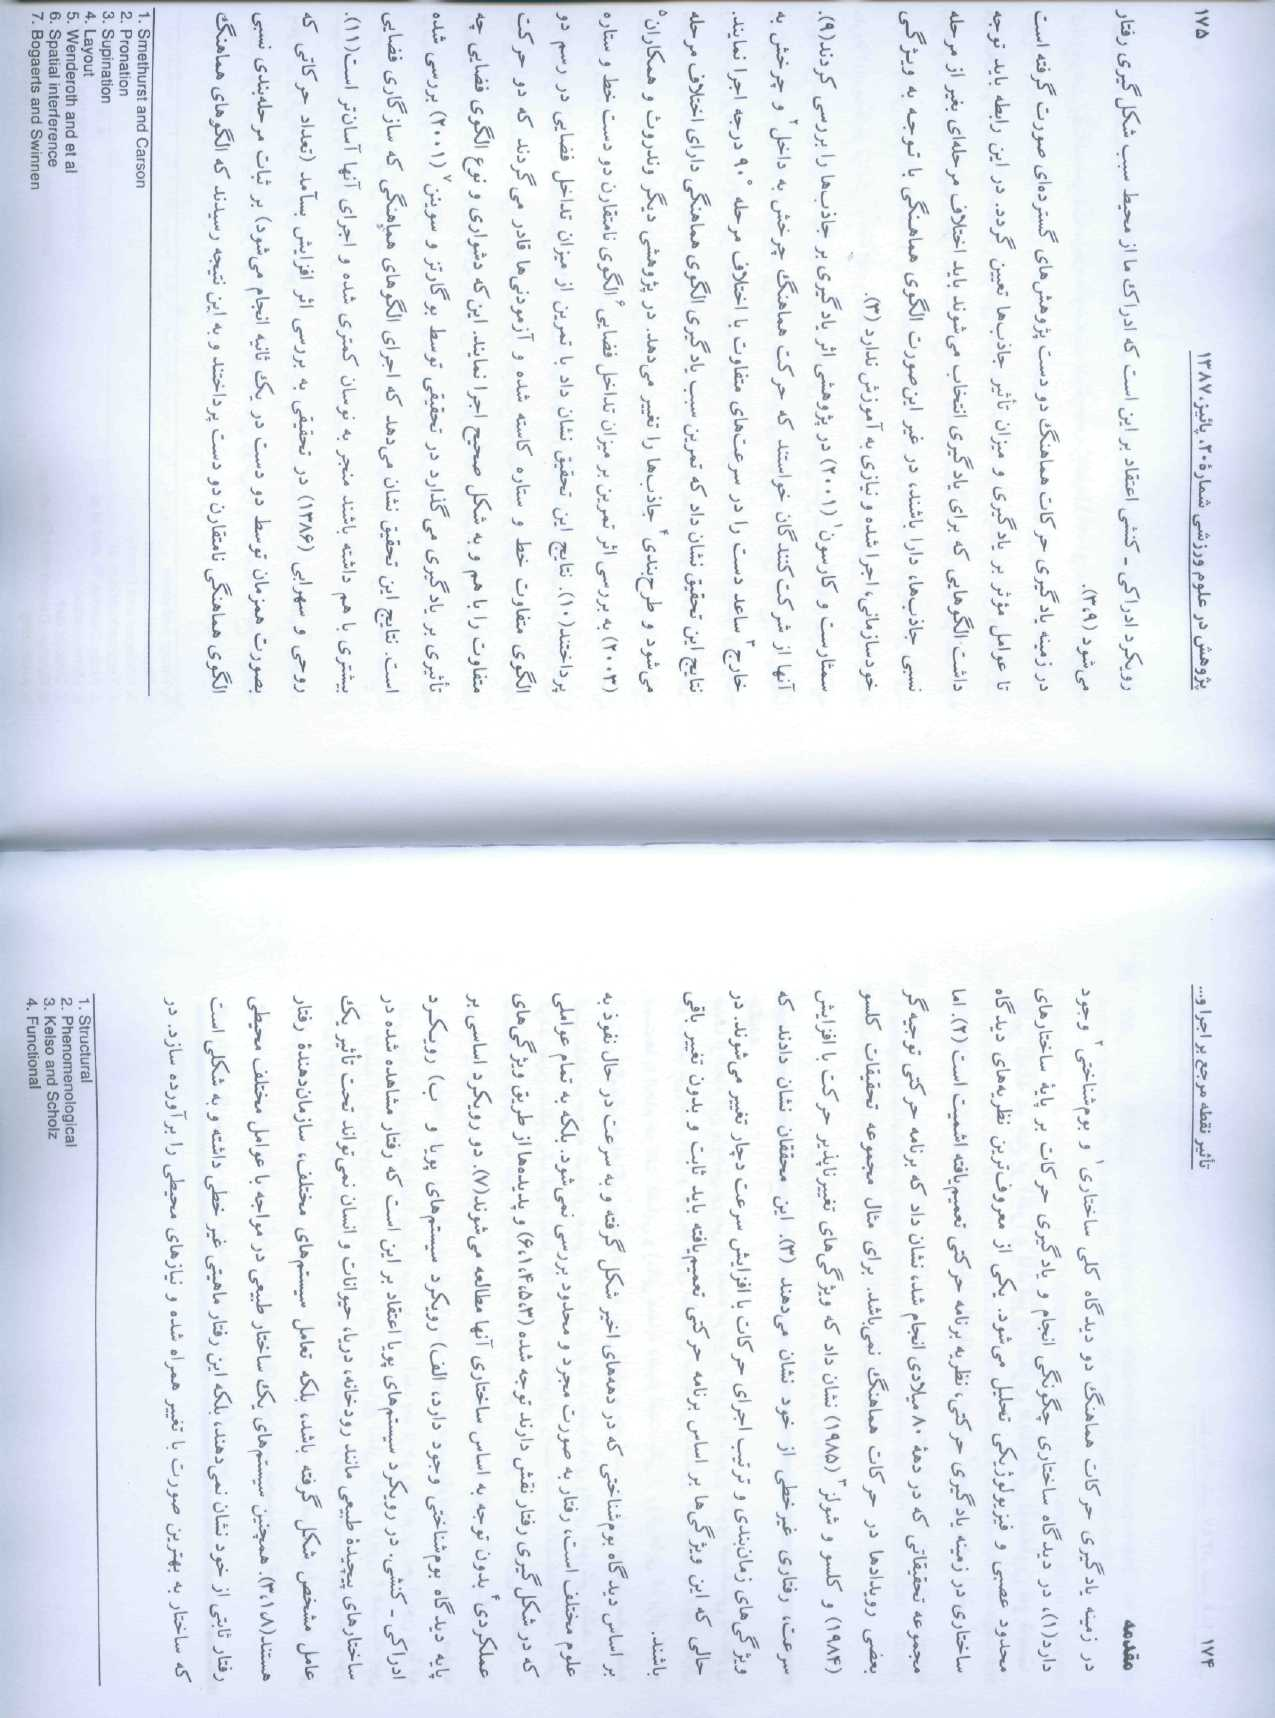 ۱۷۴
تأثیر نقطه مرجع بر اجرا و...
مقدمه
در زمینه یادگیری حرکات هماهنگ دو دیدگاه کلی ساختاری۱ و بوم‌شناختی۲ وجود
دارد(۱)، در دیدگاه ساختاری چگونگی انجام و یادگیری حرکات بر پایهٔ ساختارهای
محدود عصبی و فیزیولوژیکی تحلیل می‌شود. یکی از معروف‌ترین نظریه‌های دیدگاه
ساختاری در زمینه یادگیری حرکتی، نظریه برنامه حرکتی تعمیم‌یافته اشمیت است (۲). اما
مجموعه تحقیقاتی که در دههٔ ۸۰ میلادی انجام شد، نشان داد که برنامه حرکتی توجیه‌گر
بعضی رویدادها در حرکات هماهنگ نمی‌باشد. برای مثال مجموعه تحقیقات کلسو
(۱۹۸۴) و کلسو و شولز۳ (۱۹۸۵) نشان داد که ویژگی‌های تغییرناپذیر حرکت با افزایش
سرعت، رفتاری غیرخطی از خود نشان می‌دهند (۳). این محققان نشان دادند که
ویژگی‌های زمان‌بندی و ترتیب اجرای حرکات با افزایش سرعت دچار تغییر می‌شوند. در
حالی که این ویژگی‌ها بر اساس برنامه حرکتی تعمیم‌یافته باید ثابت و بدون تغییر باقی
باشند.
بر اساس دیدگاه بوم‌شناختی که در دهه‌های اخیر شکل گرفته و به سرعت در حال نفوذ به
علوم مختلف است، رفتار به صورت مجرد و محدود بررسی نمی‌شود. بلکه به تمام عواملی
که در شکل‌گیری رفتار نقش دارند توجه شده (۶،۱،۴،۵،۳) و پدیده‌ها از طریق ویژگی‌های
عملکردی۴ بدون توجه به اساس ساختاری آنها مطالعه می‌شوند(۷). دو رویکرد اساسی بر
پایه دیدگاه بوم‌شناختی وجود دارد، الف) رویکرد سیستم‌های پویا و ب) رویکرد
ادراکی - کنشی. در رویکرد سیستم‌های پویا اعتقاد بر این است که رفتار مشاهده شده در
ساختارهای پیچیدهٔ طبیعی مانند رودخانه، دریا، حیوانات و انسان نمی‌تواند تحت تأثیر یک
عامل مشخص شکل گرفته باشد، بلکه تعامل سیستم‌های مختلف، سازمان‌دهندهٔ رفتار
هستند(۳،۱،۸). همچنین سیستم‌های یک ساختار طبیعی در مواجه با عوامل مختلف محیطی
رفتار ثابتی از خود نشان نمی‌دهند، بلکه این رفتار ماهیتی غیر خطی داشته و به شکلی است
که ساختار به بهترین صورت با تغییر همراه شده و نیازهای محیطی را برآورده سازد. در
1. Structural
2. Phenomenological
3. Kelso and Scholz
4. Functional
پژوهش در علوم ورزشی شمارهٔ ۲۰، پائیز، ۱۳۸۷
۱۷۵
رویکرد ادراکی - کنشی اعتقاد بر این است که ادراک ما از محیط سبب شکل‌گیری رفتار
می‌شود (۳،۹).
در زمینه یادگیری حرکات هماهنگ دو دست پژوهش‌های گسترده‌ای صورت گرفته است
تا عوامل مؤثر بر یادگیری و میزان تأثیر جاذب‌ها تعیین گردد. در این رابطه باید توجه
داشت الگوهایی که برای یادگیری انتخاب می‌شوند باید اختلاف مرحله‌ای بغیر از مرحله
نسبی جاذب‌ها، دارا باشند، در غیر این‌صورت الگوی هماهنگی با توجه به ویژگی
خودسازمانی، اجرا شده و نیازی به آموزش ندارد (۳).
سمثارست و کارسون۱ (۲۰۰۱) در پژوهشی اثر یادگیری بر جاذب‌ها را بررسی کردند(۹).
آنها از شرکت‌کنندگان خواستند که حرکت هماهنگ چرخش به داخل۲ و چرخش به
خارج۳ ساعد دست را در سرعت‌های متفاوت با اختلاف مرحله ۹۰° درجه اجرا نمایند.
نتایج این تحقیق نشان داد که تمرین سبب یادگیری الگوی هماهنگی دارای اختلاف مرحله
می‌شود و طرح‌بندی۴ جاذب‌ها را تغییر می‌دهد. در پژوهشی دیگر وندروث و همکاران۵
(۲۰۰۳) به بررسی اثر تمرین بر میزان تداخل فضایی۶ الگوی نامتقارن دو دست خط و ستاره
پرداختند(۱۰). نتایج این تحقیق نشان داد با تمرین از میزان تداخل فضایی در رسم دو
الگوی متفاوت خط و ستاره کاسته شده و آزمودنی‌ها قادر می‌گردند که دو حرکت
متفاوت را با هم و به شکل صحیح اجرا نمایند. این که دشواری و نوع الگوی فضایی چه
تأثیری بر یادگیری می‌گذارد در تحقیقی توسط بوگارتز و سوینن۷ (۲۰۰۱) بررسی شده
است. نتایج این تحقیق نشان می‌دهد که اجرای الگوهای هماهنگی که سازگاری فضایی
بیشتری با هم داشته باشند منجر به نوسان کمتری شده و اجرای آنها آسان‌تر است(۱۱).
روحی و سهرابی (۱۳۸۶) در تحقیقی به بررسی اثر افزایش بسآمد (تعداد حرکاتی که
بصورت همزمان توسط دو دست در یک ثانیه انجام می‌شود) بر ثبات مرحله‌بندی نسبی
الگوی هماهنگی نامتقارن دو دست پرداختند و به این نتیجه رسیدند که الگوهای هماهنگ
1. Smethurst and Carson
2. Pronation
3. Supination
4. Layout
5. Wenderoth and et al
6. Spatial interference
7. Bogaerts and Swinnen